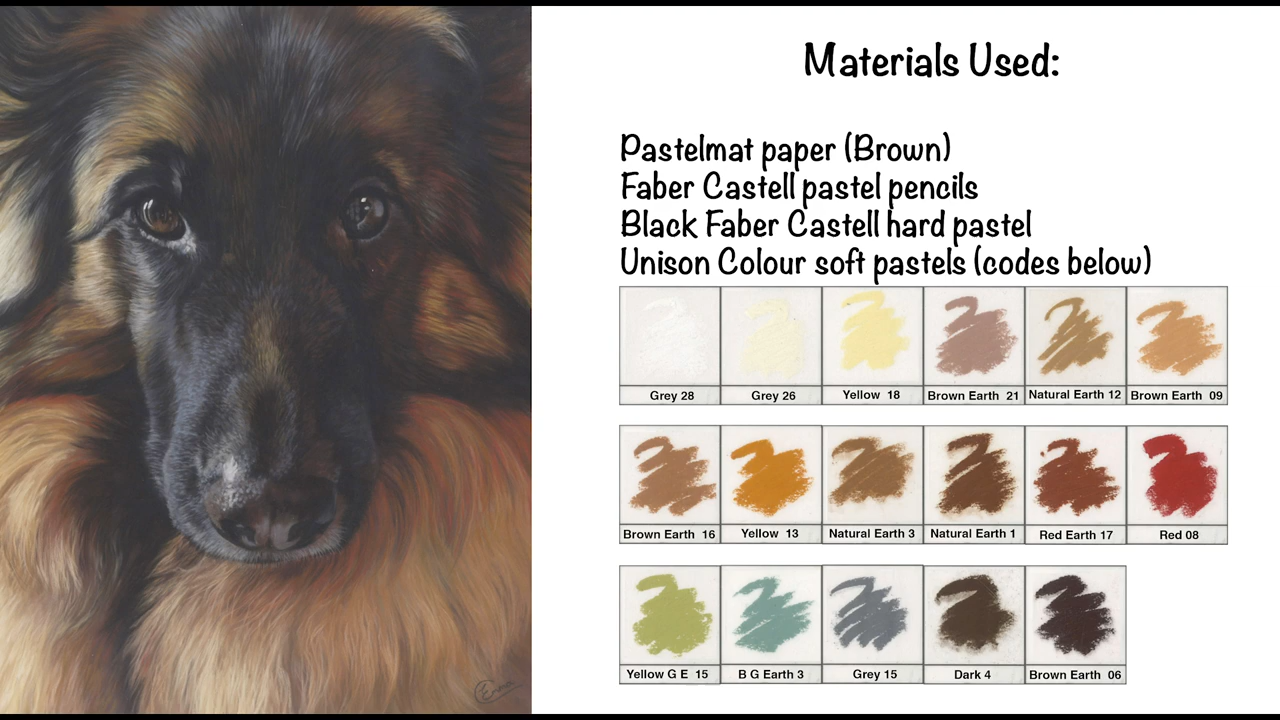 Materials Used:
Pastelmat paper (Brown)
Faber Castell pastel pencils
Black Faber Castell hard pastel
Unison Colour soft pastels (codes below)
Grey 28 Grey 26 Yellow 18 Brown Earth 21 Natural Earth 12 Brown Earth 09
Brown Earth 16 Yellow 13 Natural Earth 3 Natural Earth 1 Red Earth 17 Red 08
Yellow G E 15 B G Earth 3 Grey 15 Dark 4 Brown Earth 06